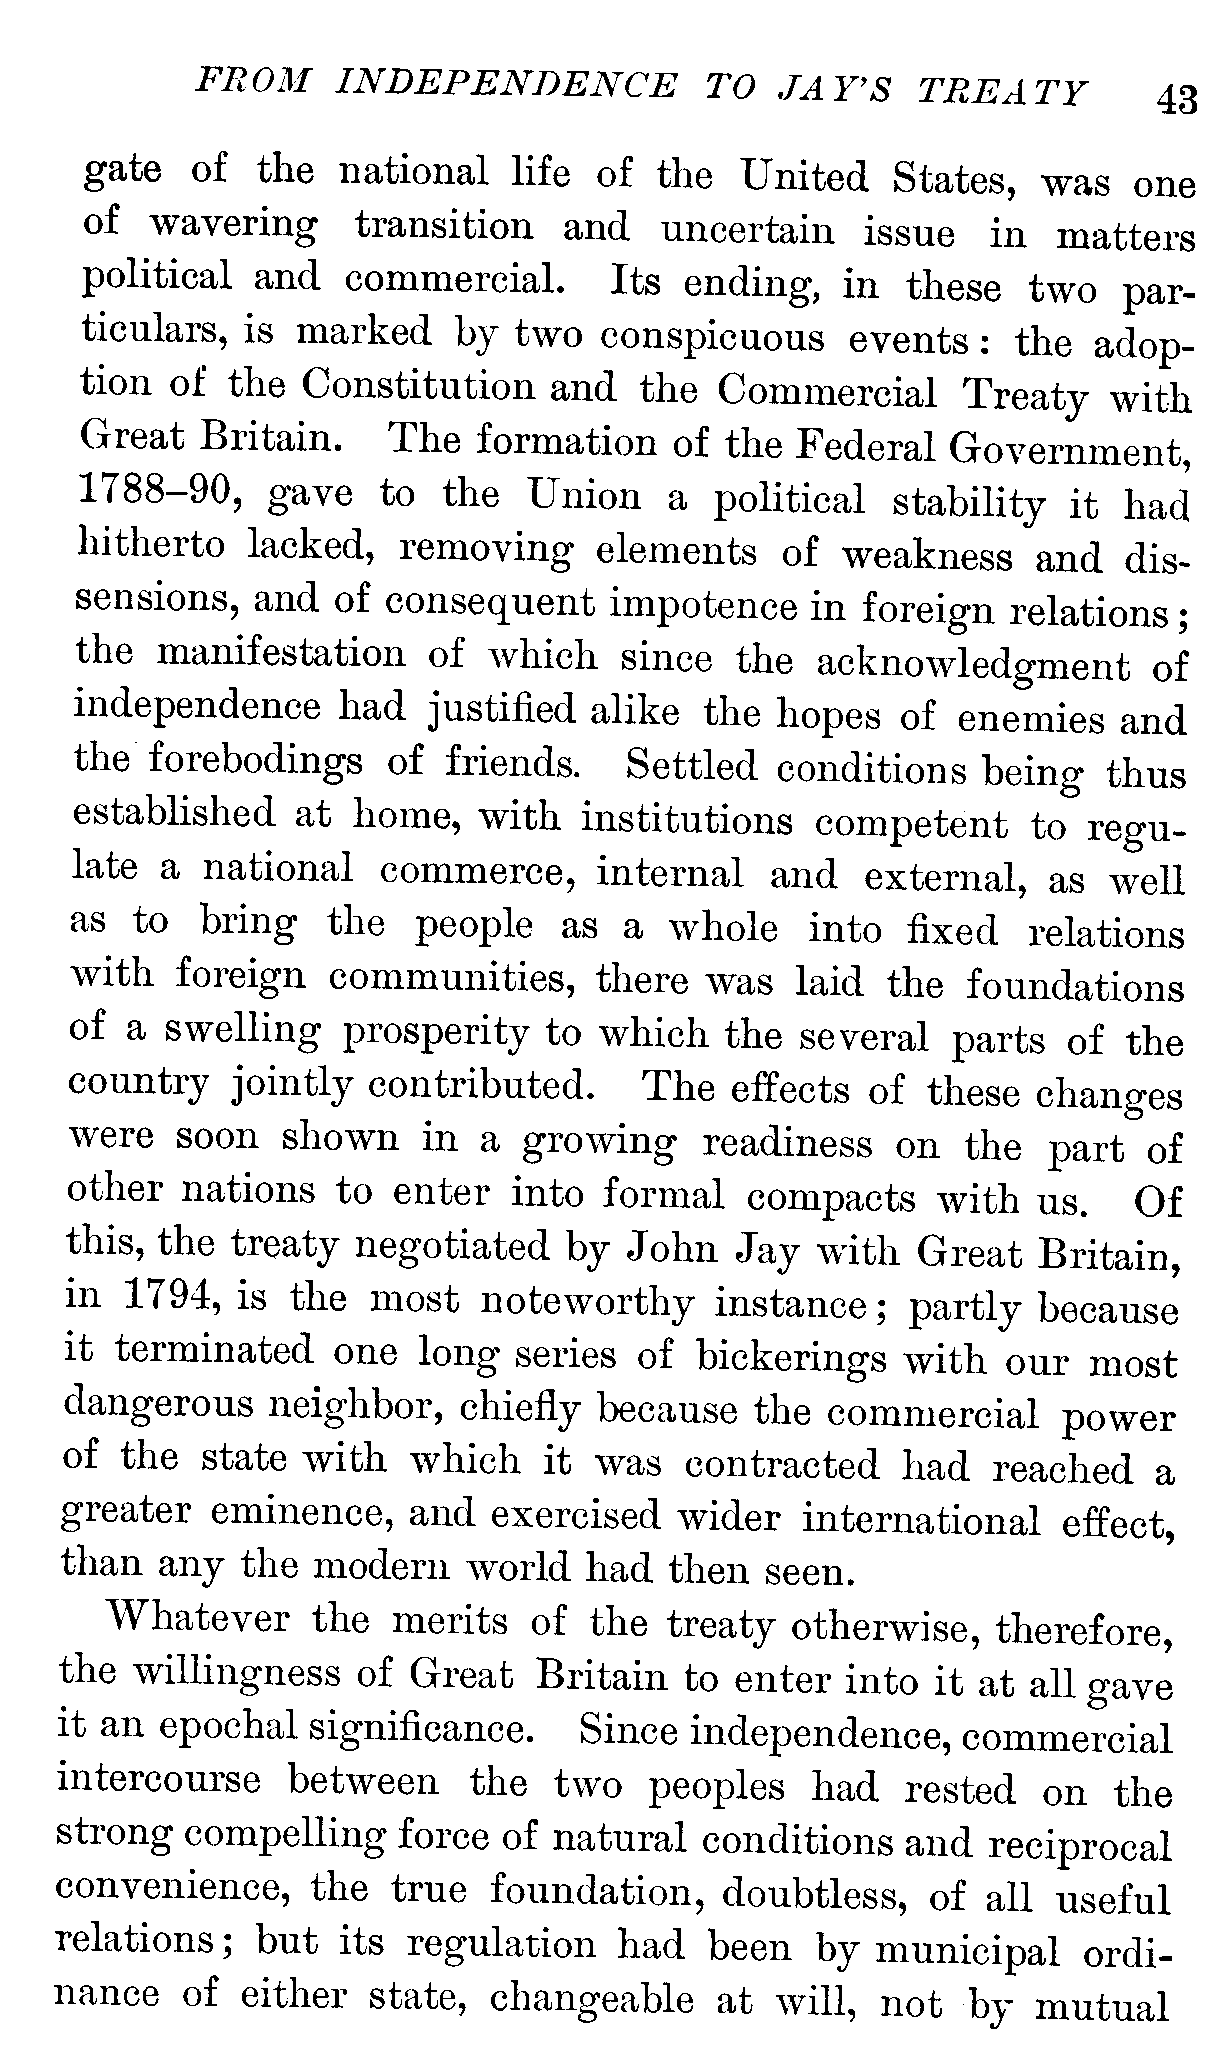 FROM INDEPENDENCE TO JAY'S TREATY 43
gate of the national life of the United States, was one
of wavering transition and uncertain issue in matters
political and commercial. Its ending, in these two par-
ticulars, is marked by two conspicuous events: the adop-
tion of the Constitution and the Commercial Treaty with
Great Britain. The formation of the Federal Government,
1788–90, gave to the Union a political stability it had
hitherto lacked, removing elements of weakness and dis-
sensions, and of consequent impotence in foreign relations;
the manifestation of which since the acknowledgment of
independence had justified alike the hopes of enemies and
the forebodings of friends. Settled conditions being thus
established at home, with institutions competent to regu-
late a national commerce, internal and external, as well
as to bring the people as a whole into fixed relations
with foreign communities, there was laid the foundations
of a swelling prosperity to which the several parts of the
country jointly contributed. The effects of these changes
were soon shown in a growing readiness on the part of
other nations to enter into formal compacts with us. Of
this, the treaty negotiated by John Jay with Great Britain,
in 1794, is the most noteworthy instance; partly because
it terminated one long series of bickerings with our most
dangerous neighbor, chiefly because the commercial power
of the state with which it was contracted had reached a
greater eminence, and exercised wider international effect,
than any the modern world had then seen.
Whatever the merits of the treaty otherwise, therefore,
the willingness of Great Britain to enter into it at all gave
it an epochal significance. Since independence, commercial
intercourse between the two peoples had rested on the
strong compelling force of natural conditions and reciprocal
convenience, the true foundation, doubtless, of all useful
relations; but its regulation had been by municipal ordi-
nance of either state, changeable at will, not by mutual